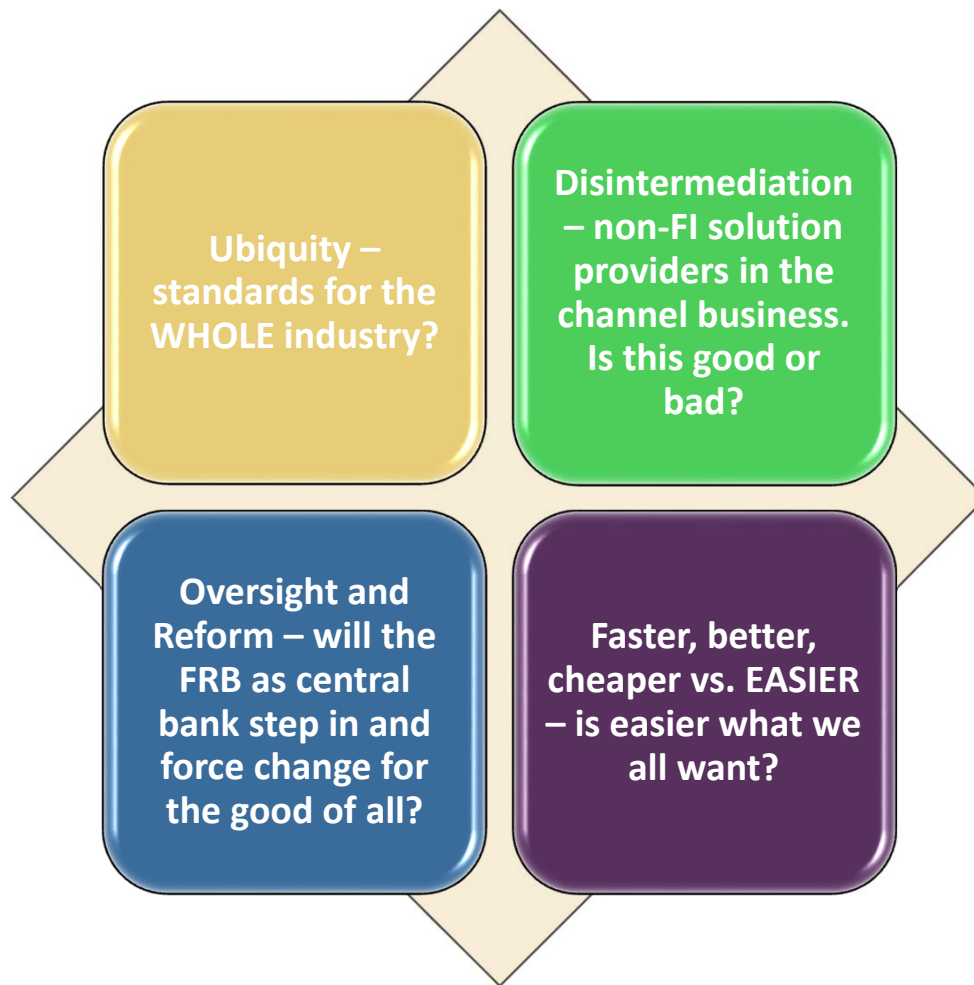 Ubiquity –
standards for the
WHOLE industry?
Disintermediation
– non-FI solution
providers in the
channel business.
Is this good or
bad?
Oversight and
Reform – will the
FRB as central
bank step in and
force change for
the good of all?
Faster, better,
cheaper vs. EASIER
– is easier what we
all want?